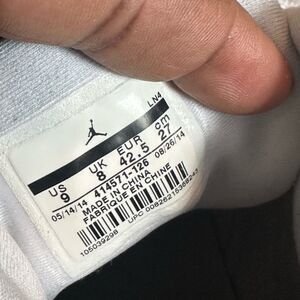 LN4
US UK EUR cm
9 8 42.5 27
05/14/14 08/26/14
414571-126
MADE IN CHINA
FABRIQUE EN CHINE
105039298